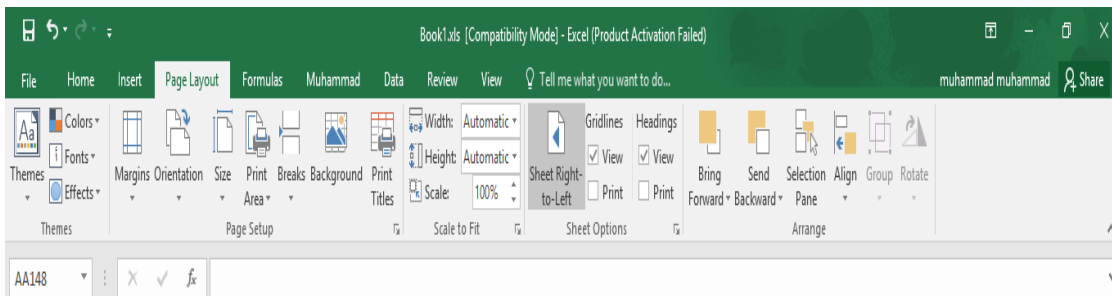 Book1.xls [Compatibility Mode] - Excel (Product Activation Failed)
File Home Insert Page Layout Formulas Muhammad Data Review View Tell me what you want to do... muhammad muhammad Share
Aa Colors Width: Automatic Gridlines Headings
Fonts Height: Automatic View View
Themes Margins Orientation Size Print Breaks Background Print Sheet Right- Bring Send Selection Align Group Rotate
Effects Area Titles Scale: 100% to-Left Print Print Forward Backward Pane
Themes Page Setup Scale to Fit Sheet Options Arrange
AA148 fx